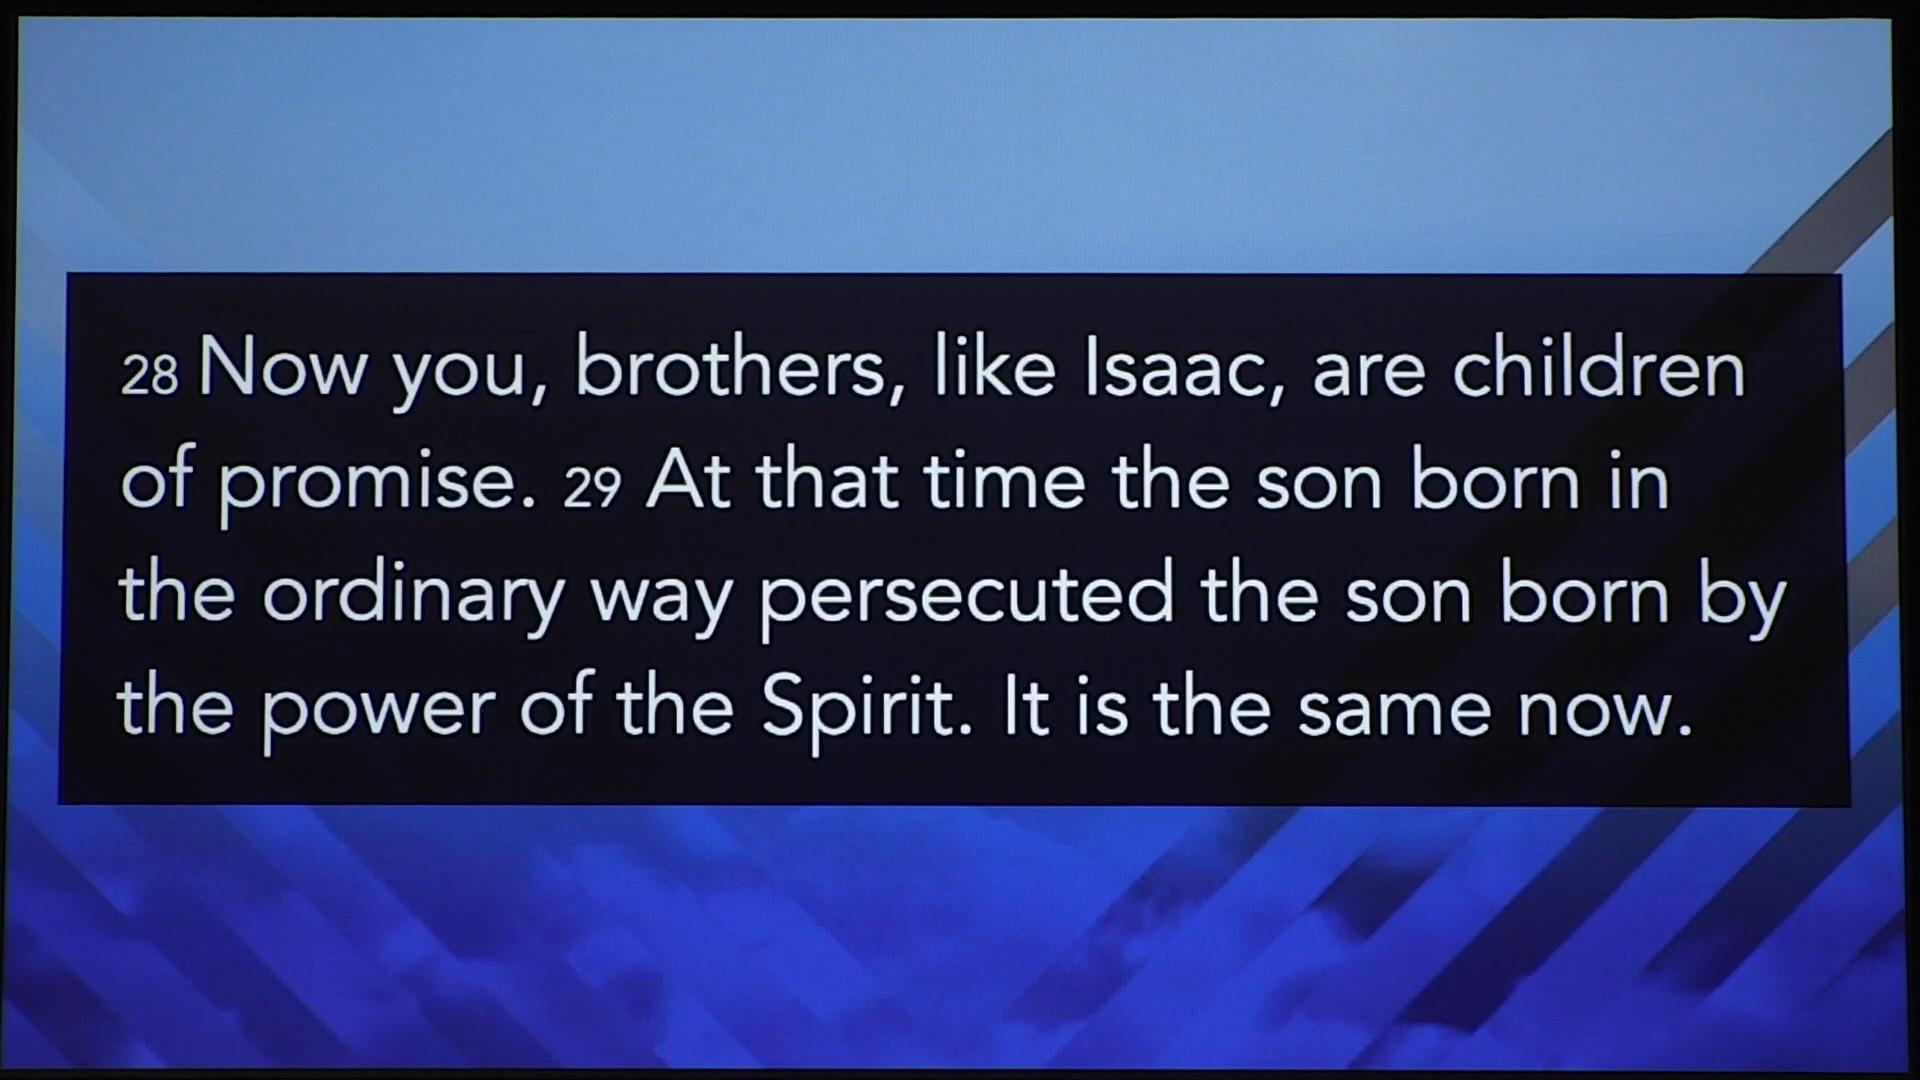 28 Now you, brothers, like Isaac, are children
of promise. 29 At that time the son born in
the ordinary way persecuted the son born by
the power of the Spirit. It is the same now.